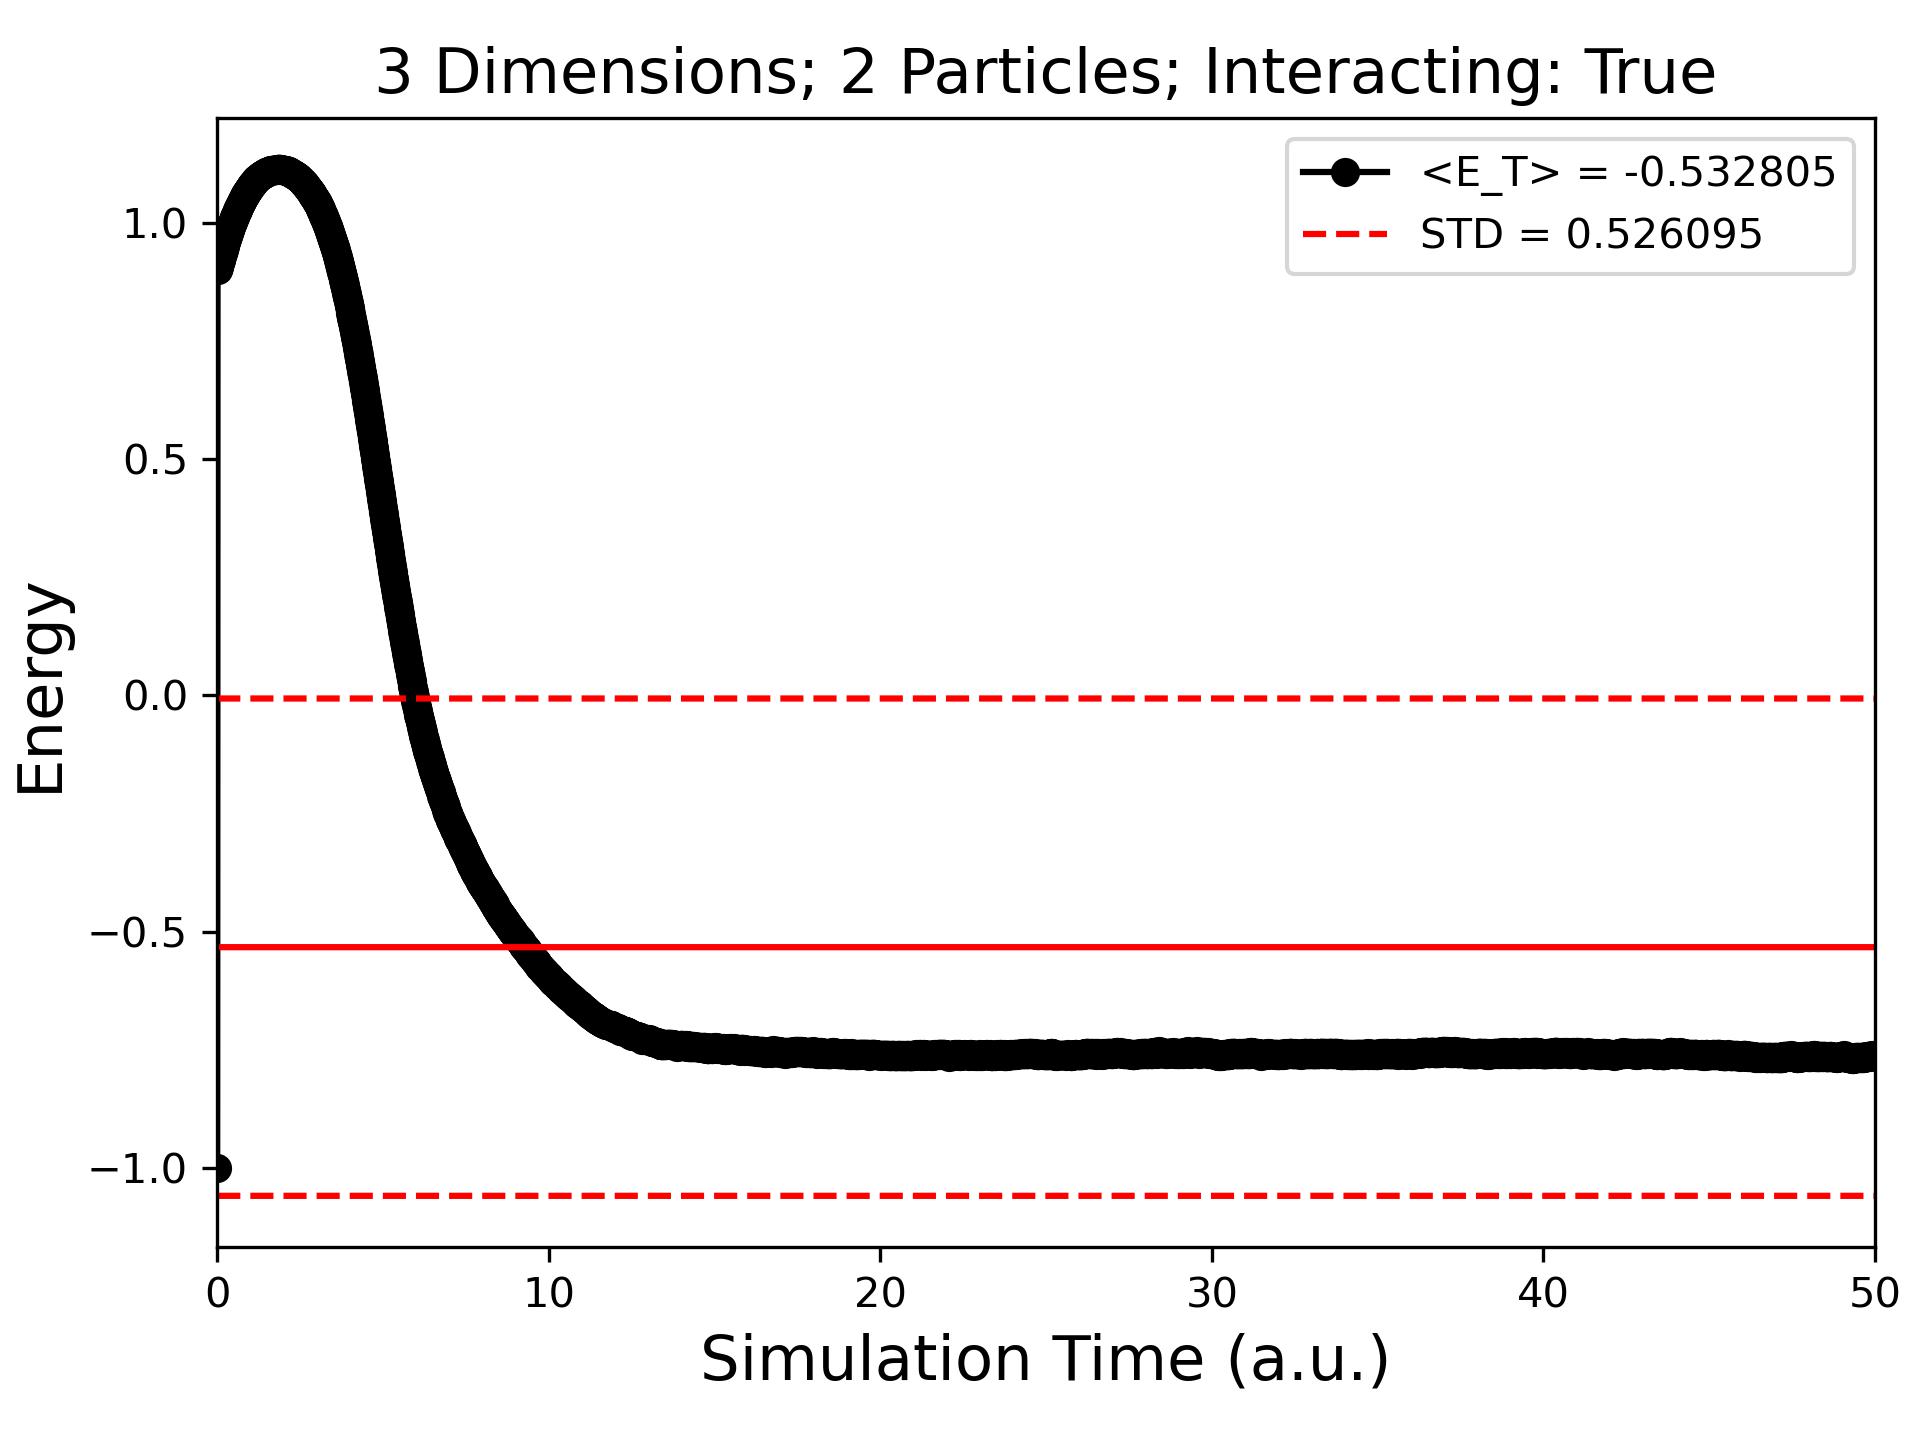 3 Dimensions; 2 Particles; Interacting: True
<E_T> = -0.532805
STD = 0.526095
1.0
0.5
0.0
−0.5
−1.0
Energy
0 10 20 30 40 50
Simulation Time (a.u.)